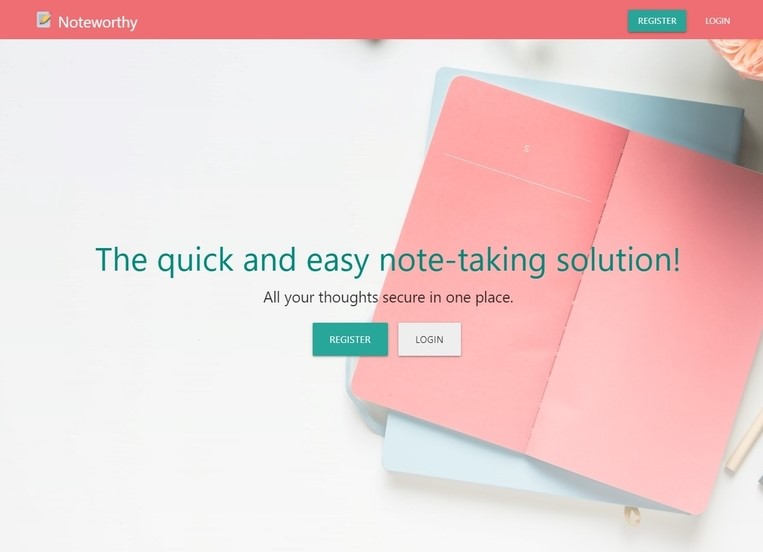 Noteworthy
REGISTER
LOGIN
The quick and easy note-taking solution!
All your thoughts secure in one place.
REGISTER
LOGIN